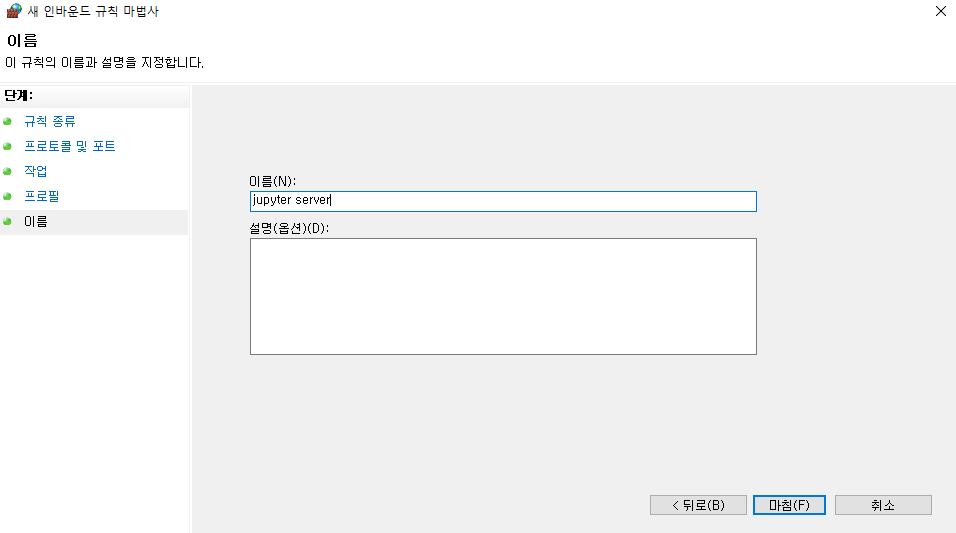 새 인바운드 규칙 마법사
이름
이 규칙의 이름과 설명을 지정합니다.
단계:
규칙 종류
프로토콜 및 포트
작업
프로필
이름
이름(N):
jupyter server
설명(옵션)(D):
< 뒤로(B) 마침(F) 취소